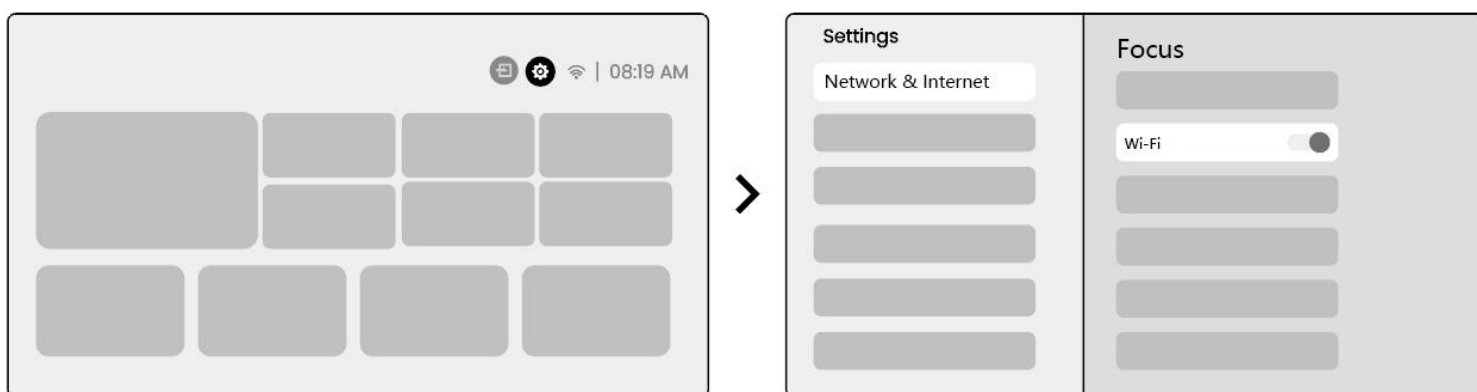 08:19 AM
Settings
Network & Internet
Focus
Wi-Fi